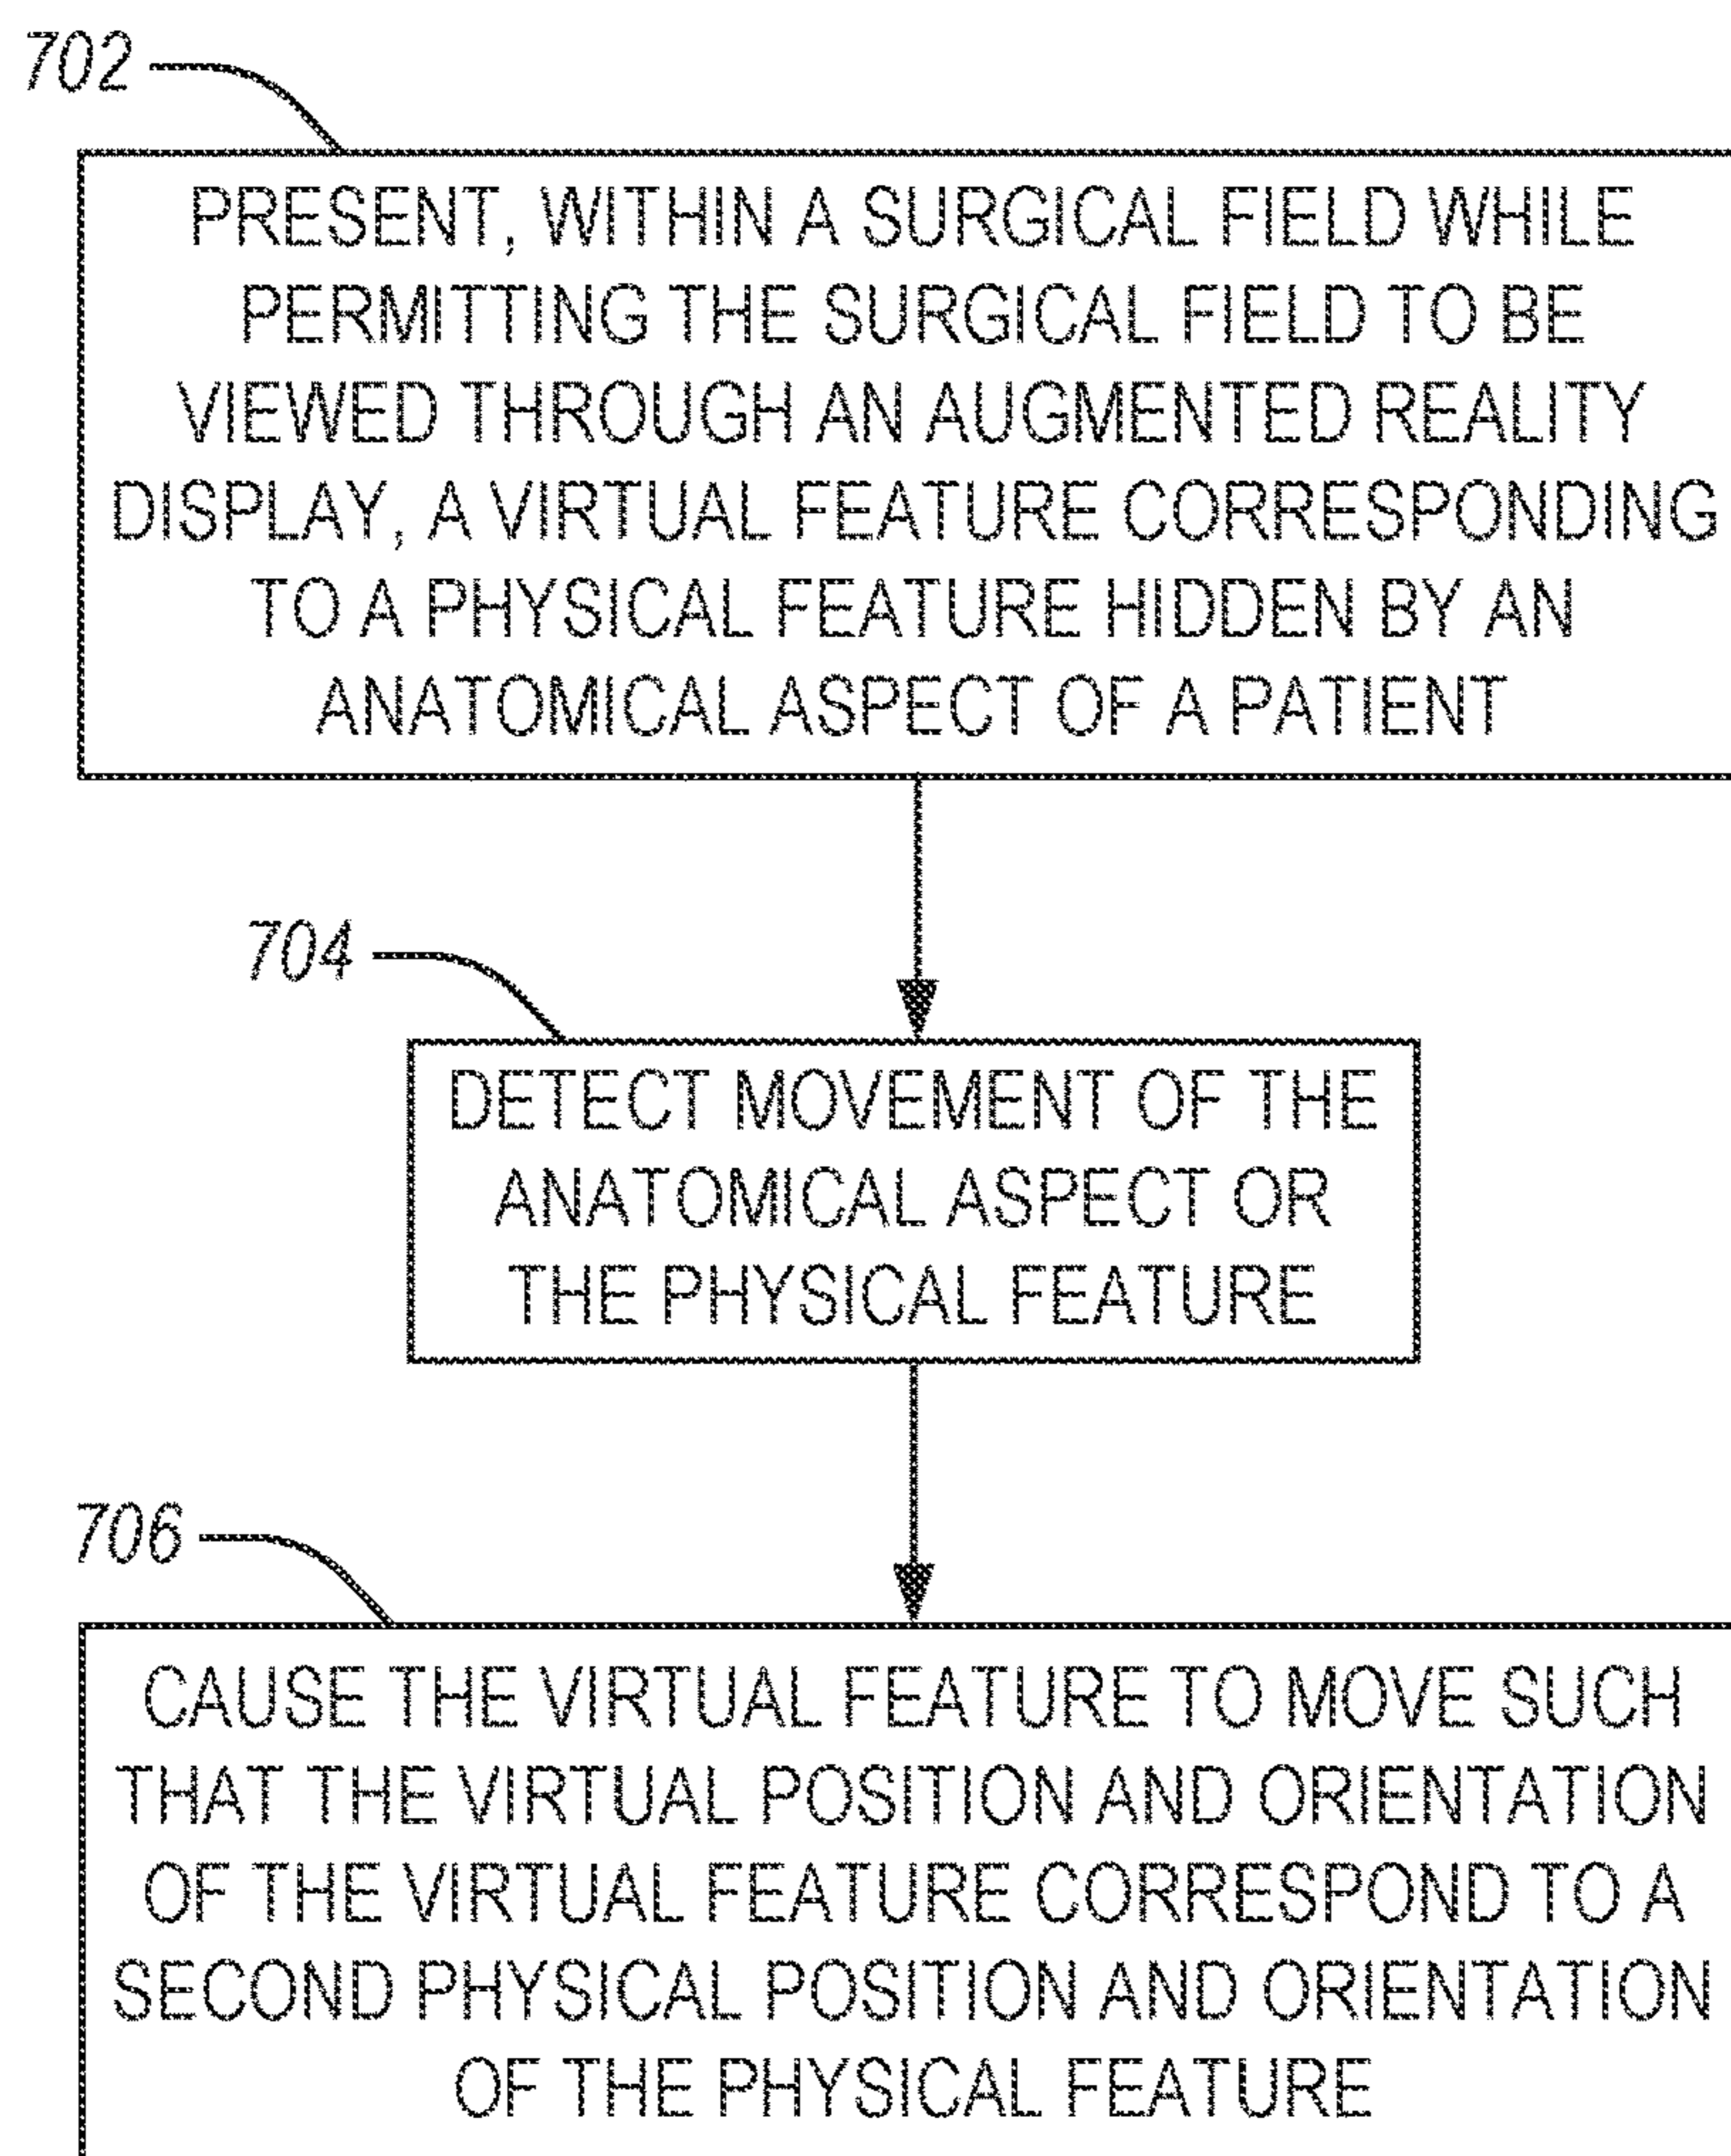 702
PRESENT, WITHIN A SURGICAL FIELD WHILE
PERMITTING THE SURGICAL FIELD TO BE
VIEWED THROUGH AN AUGMENTED REALITY
DISPLAY, A VIRTUAL FEATURE CORRESPONDING
TO A PHYSICAL FEATURE HIDDEN BY AN
ANATOMICAL ASPECT OF A PATIENT
704
DETECT MOVEMENT OF THE
ANATOMICAL ASPECT OR
THE PHYSICAL FEATURE
706
CAUSE THE VIRTUAL FEATURE TO MOVE SUCH
THAT THE VIRTUAL POSITION AND ORIENTATION
OF THE VIRTUAL FEATURE CORRESPOND TO A
SECOND PHYSICAL POSITION AND ORIENTATION
OF THE PHYSICAL FEATURE